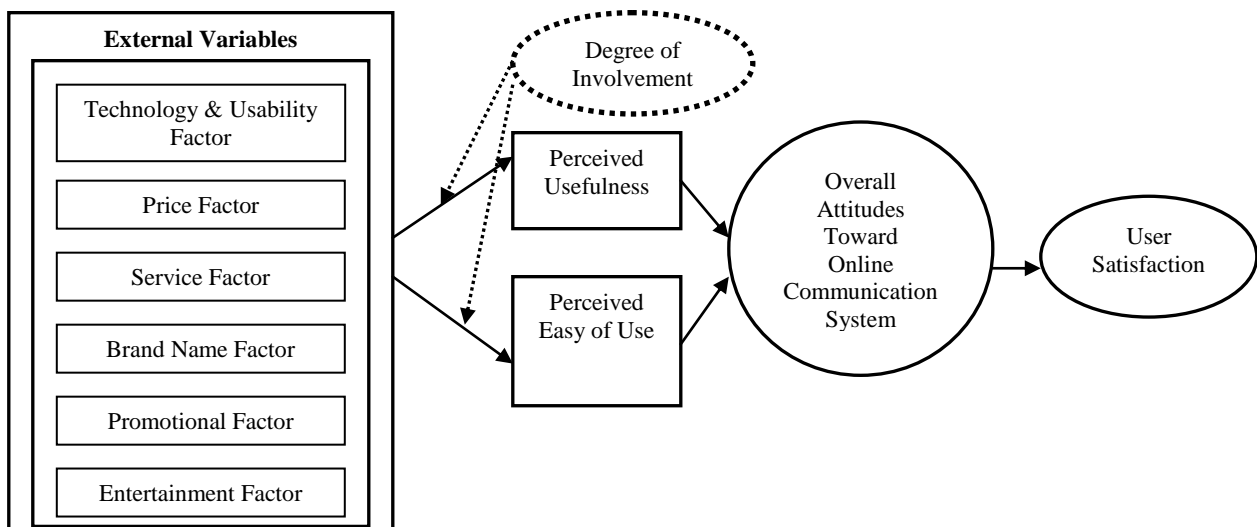 External Variables
Technology & Usability
Factor
Price Factor
Service Factor
Brand Name Factor
Promotional Factor
Entertainment Factor
Degree of
Involvement
Perceived
Usefulness
Perceived
Easy of Use
Overall
Attitudes
Toward
Online
Communication
System
User
Satisfaction